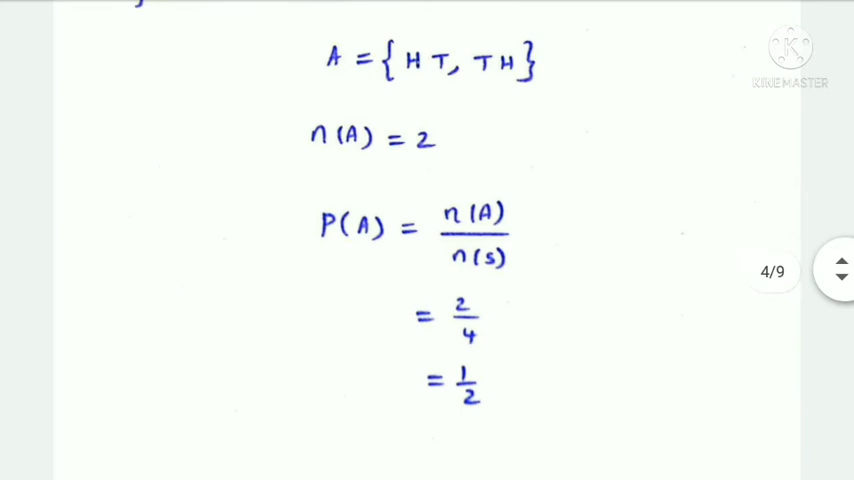 A = { H T, T H }
KINEMASTER
n(A) = 2
P(A) = n(A)/n(s)
4/9
= 2/4
= 1/2